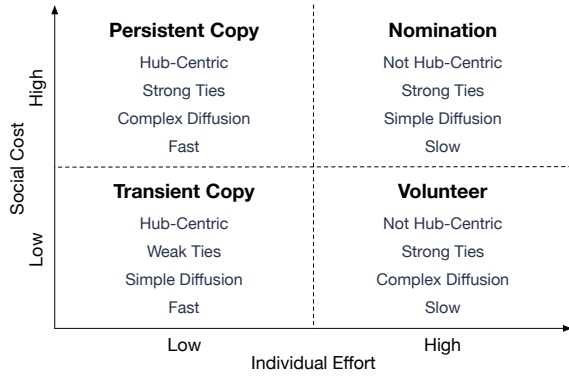 Persistent Copy
Hub-Centric
Strong Ties
Complex Diffusion
Fast
Nomination
Not Hub-Centric
Strong Ties
Simple Diffusion
Slow
Transient Copy
Hub-Centric
Weak Ties
Simple Diffusion
Fast
Volunteer
Not Hub-Centric
Strong Ties
Complex Diffusion
Slow
Social Cost
High
Low
Low
High
Individual Effort